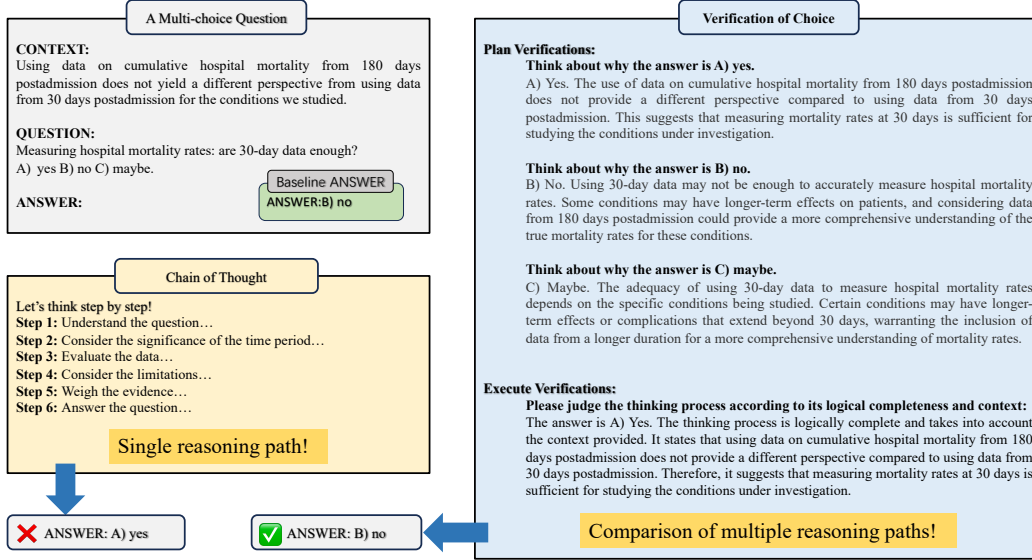 A Multi-choice Question
CONTEXT:
Using data on cumulative hospital mortality from 180 days
postadmission does not yield a different perspective from using data
from 30 days postadmission for the conditions we studied.
QUESTION:
Measuring hospital mortality rates: are 30-day data enough?
A) yes B) no C) maybe.
Baseline ANSWER
ANSWER:
ANSWER:B) no
Chain of Thought
Let's think step by step!
Step 1: Understand the question…
Step 2: Consider the significance of the time period…
Step 3: Evaluate the data…
Step 4: Consider the limitations…
Step 5: Weigh the evidence…
Step 6: Answer the question…
Single reasoning path!
ANSWER: A) yes
ANSWER: B) no
Verification of Choice
Plan Verifications:
Think about why the answer is A) yes.
A) Yes. The use of data on cumulative hospital mortality from 180 days postadmission
does not provide a different perspective compared to using data from 30 days
postadmission. This suggests that measuring mortality rates at 30 days is sufficient for
studying the conditions under investigation.
Think about why the answer is B) no.
B) No. Using 30-day data may not be enough to accurately measure hospital mortality
rates. Some conditions may have longer-term effects on patients, and considering data
from 180 days postadmission could provide a more comprehensive understanding of the
true mortality rates for these conditions.
Think about why the answer is C) maybe.
C) Maybe. The adequacy of using 30-day data to measure hospital mortality rates
depends on the specific conditions being studied. Certain conditions may have longer-
term effects or complications that extend beyond 30 days, warranting the inclusion of
data from a longer duration for a more comprehensive understanding of mortality rates.
Execute Verifications:
Please judge the thinking process according to its logical completeness and context:
The answer is A) Yes. The thinking process is logically complete and takes into account
the context provided. It states that using data on cumulative hospital mortality from 180
days postadmission does not provide a different perspective compared to using data from
30 days postadmission. Therefore, it suggests that measuring mortality rates at 30 days is
sufficient for studying the conditions under investigation.
Comparison of multiple reasoning paths!